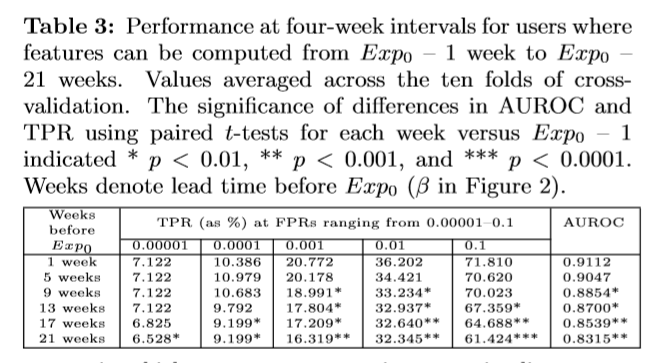 Table 3: Performance at four-week intervals for users where
features can be computed from Exp₀ – 1 week to Exp₀ –
21 weeks. Values averaged across the ten folds of cross-
validation. The significance of differences in AUROC and
TPR using paired t-tests for each week versus Exp₀ – 1
indicated * p < 0.01, ** p < 0.001, and *** p < 0.0001.
Weeks denote lead time before Exp₀ (β in Figure 2).
Weeks before Exp₀ TPR (as %) at FPRs ranging from 0.00001–0.1 AUROC
0.00001 0.0001 0.001 0.01 0.1
1 week 7.122 10.386 20.772 36.202 71.810 0.9112
5 weeks 7.122 10.979 20.178 34.421 70.620 0.9047
9 weeks 7.122 10.683 18.991* 33.234* 70.023 0.8854*
13 weeks 7.122 9.792 17.804* 32.937* 67.359* 0.8700*
17 weeks 6.825 9.199* 17.209* 32.640** 64.688** 0.8539**
21 weeks 6.528* 9.199* 16.319** 32.345** 61.424*** 0.8315**